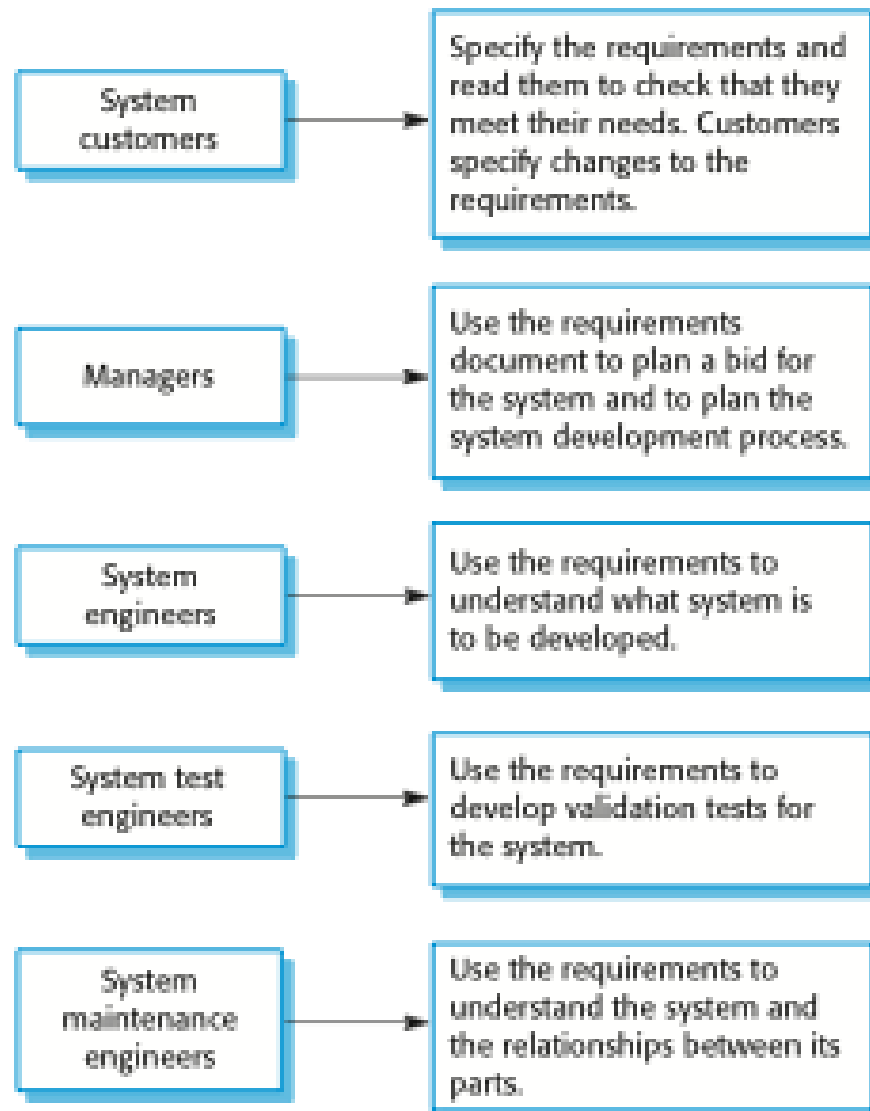 System
customers
Specify the requirements and
read them to check that they
meet their needs. Customers
specify changes to the
requirements.
Managers
Use the requirements
document to plan a bid for
the system and to plan the
system development process.
System
engineers
Use the requirements to
understand what system is
to be developed.
System test
engineers
Use the requirements to
develop validation tests for
the system.
System
maintenance
engineers
Use the requirements to
understand the system and
the relationships between its
parts.